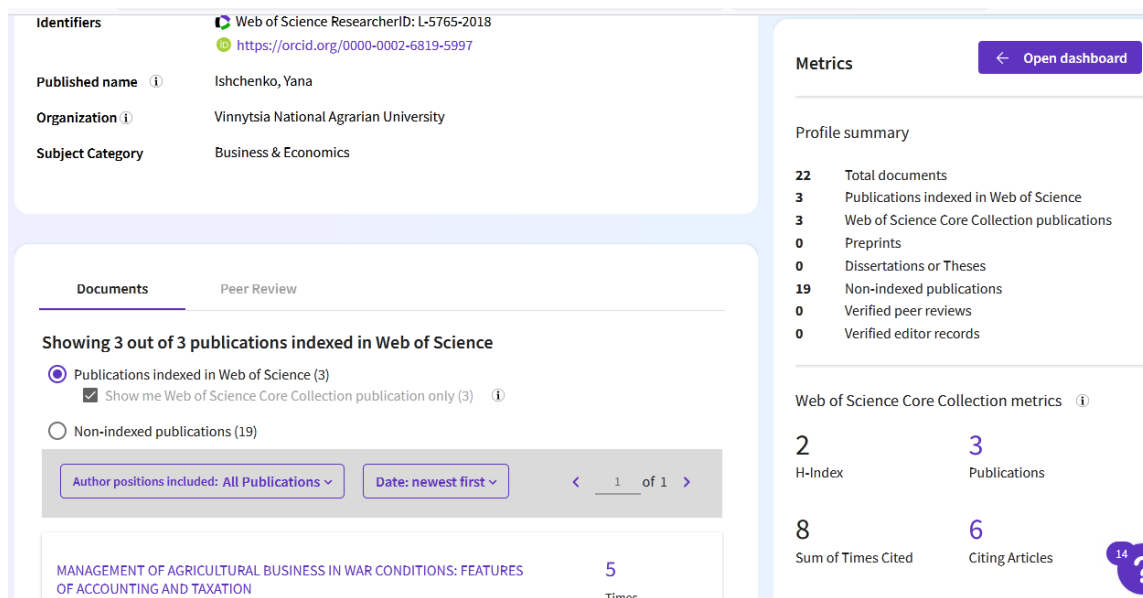 Identifiers
Web of Science ResearcherID: L-5765-2018
iD https://orcid.org/0000-0002-6819-5997
Published name i Ishchenko, Yana
Organization i Vinnytsia National Agrarian University
Subject Category Business & Economics
Documents Peer Review
Showing 3 out of 3 publications indexed in Web of Science
Publications indexed in Web of Science (3)
Show me Web of Science Core Collection publication only (3) i
Non-indexed publications (19)
Author positions included: All Publications
Date: newest first
1 of 1
MANAGEMENT OF AGRICULTURAL BUSINESS IN WAR CONDITIONS: FEATURES
OF ACCOUNTING AND TAXATION
5
Times
Metrics
Open dashboard
Profile summary
22 Total documents
3 Publications indexed in Web of Science
3 Web of Science Core Collection publications
0 Preprints
0 Dissertations or Theses
19 Non-indexed publications
0 Verified peer reviews
0 Verified editor records
Web of Science Core Collection metrics i
2 3
H-Index Publications
8 6
Sum of Times Cited Citing Articles
14
?